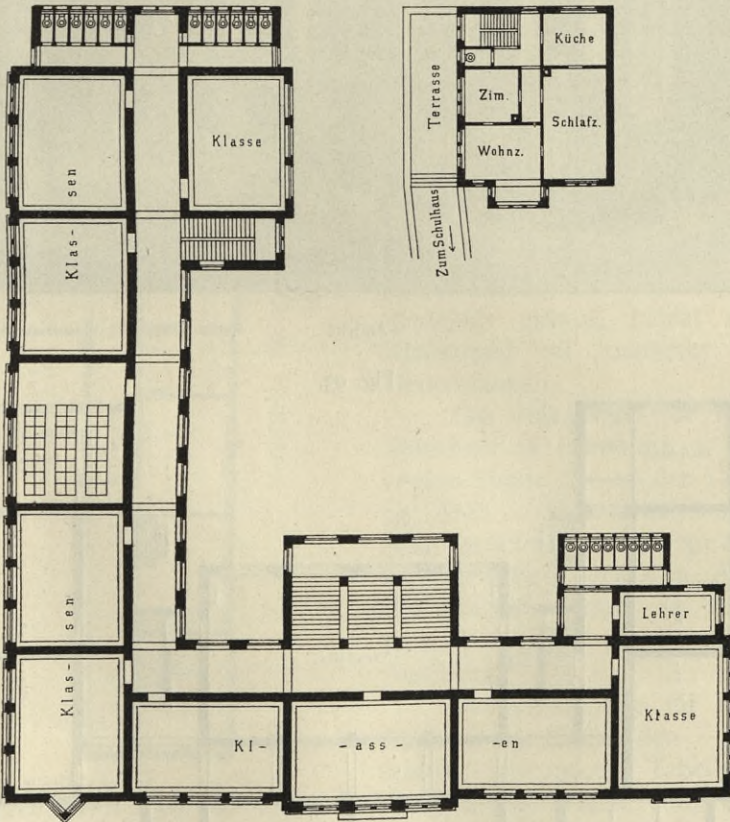 Klasse
sen
Klas-
sen
Klas-
Kl-
-ass-
-en
Klasse
Lehrer
Küche
Zim.
Schlafz.
Wohnz.
Terrasse
Zum Schulhaus